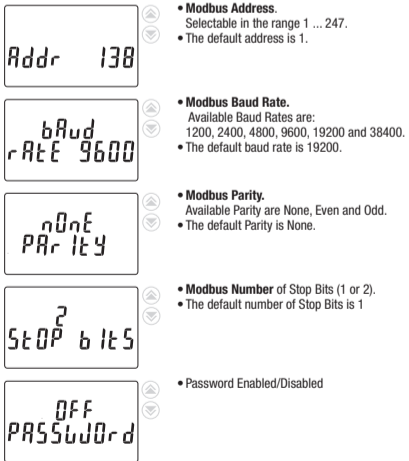 Addr 138
• Modbus Address.
Selectable in the range 1 ... 247.
• The default address is 1.
bAud
rAtE 9600
• Modbus Baud Rate.
Available Baud Rates are:
1200, 2400, 4800, 9600, 19200 and 38400.
• The default baud rate is 19200.
nOnE
PArItY
• Modbus Parity.
Available Parity are None, Even and Odd.
• The default Parity is None.
2
StOP bItS
• Modbus Number of Stop Bits (1 or 2).
• The default number of Stop Bits is 1
OFF
PASSWOrd
• Password Enabled/Disabled